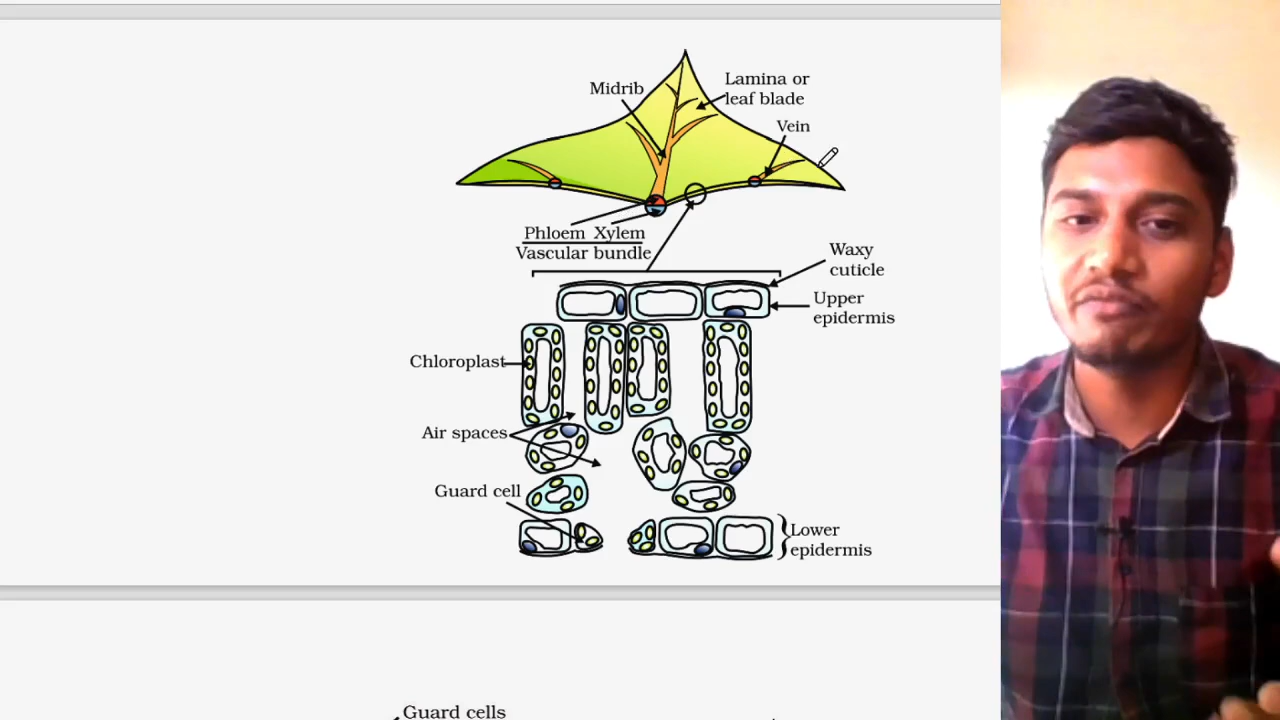 Midrib
Lamina or
leaf blade
Vein
Phloem Xylem
Vascular bundle
Waxy
cuticle
Upper
epidermis
Chloroplast
Air spaces
Guard cell
Lower
epidermis
Guard cells